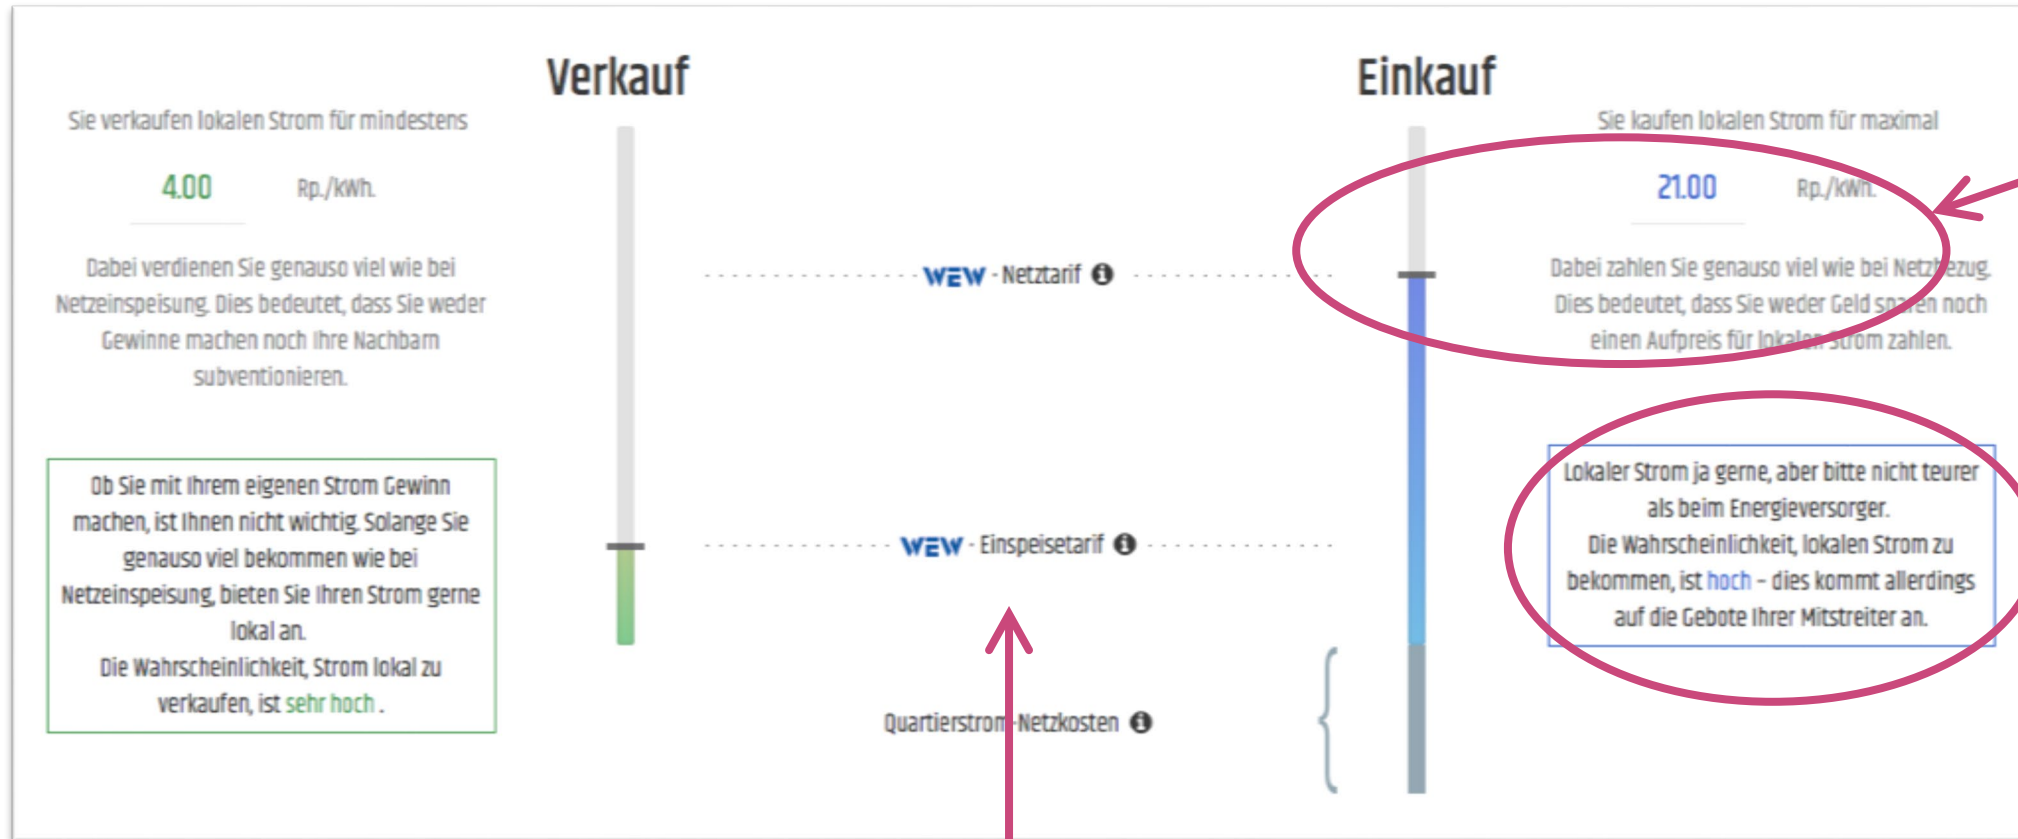 Verkauf
Sie verkaufen lokalen Strom für mindestens
4.00 Rp./kWh.
Dabei verdienen Sie genauso viel wie bei
Netzeinspeisung. Dies bedeutet, dass Sie weder
Gewinne machen noch Ihre Nachbarn
subventionieren.
Ob Sie mit Ihrem eigenen Strom Gewinn
machen, ist Ihnen nicht wichtig. Solange Sie
genauso viel bekommen wie bei
Netzeinspeisung, bieten Sie Ihren Strom gerne
lokal an.
Die Wahrscheinlichkeit, Strom lokal zu
verkaufen, ist sehr hoch .
WEW - Netztarif
WEW - Einspeisetarif
Quartierstrom-Netzkosten
Einkauf
Sie kaufen lokalen Strom für maximal
21.00 Rp./kWh.
Dabei zahlen Sie genauso viel wie bei Netzbezug.
Dies bedeutet, dass Sie weder Geld sparen noch
einen Aufpreis für lokalen Strom zahlen.
Lokaler Strom ja gerne, aber bitte nicht teurer
als beim Energieversorger.
Die Wahrscheinlichkeit, lokalen Strom zu
bekommen, ist hoch – dies kommt allerdings
auf die Gebote Ihrer Mitstreiter an.